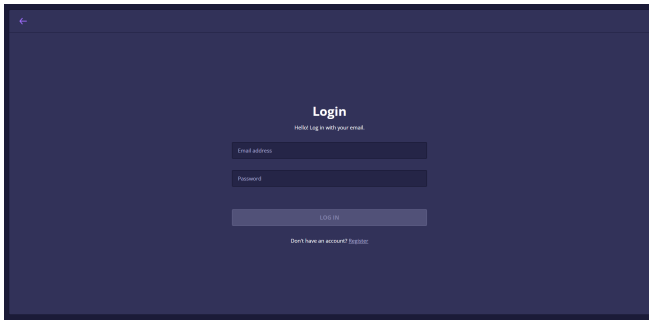 Login
Hello! Log in with your email.
Email address
Password
LOG IN
Don't have an account? Register